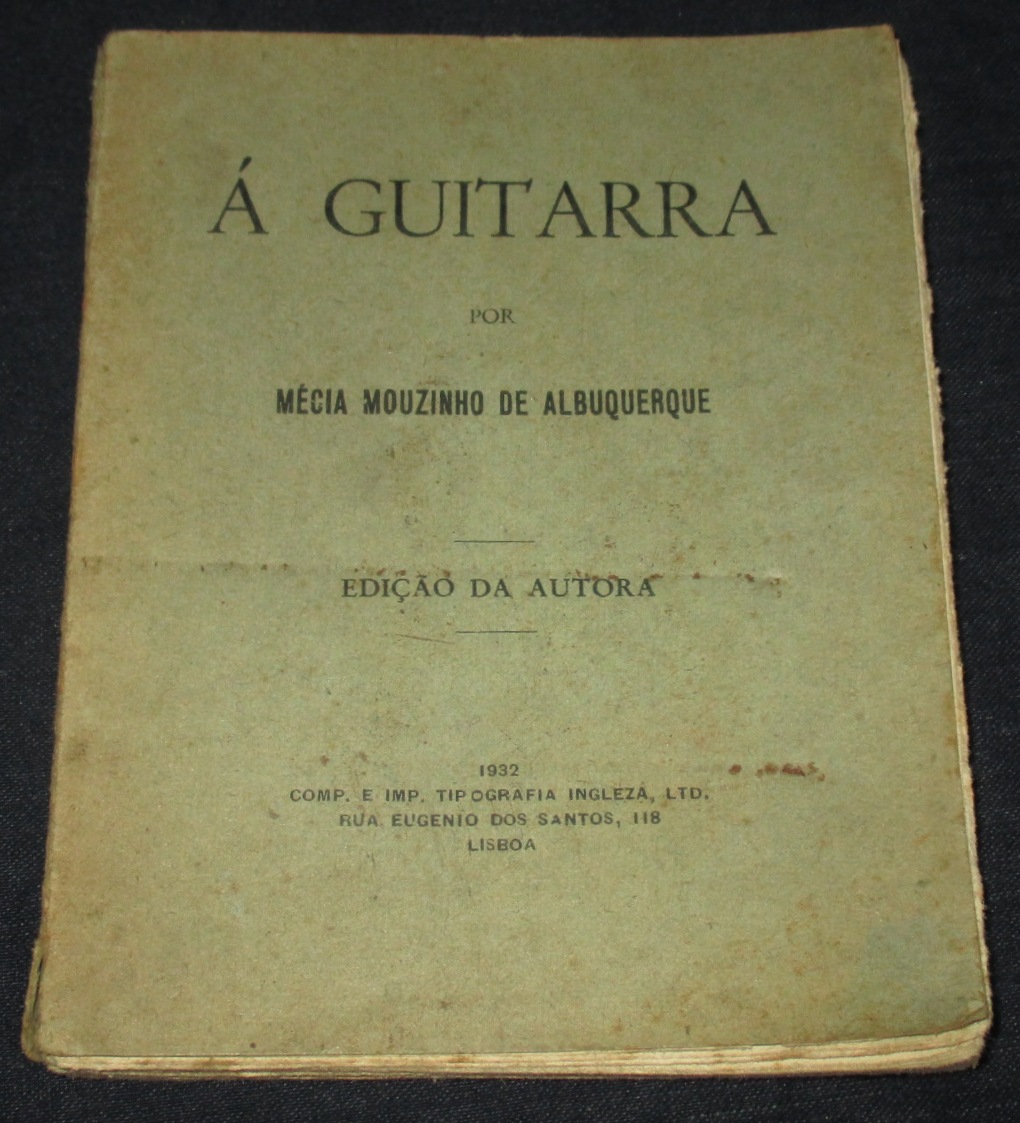 Á GUITARRA
POR
MÉCIA MOUZINHO DE ALBUQUERQUE
EDIÇÃO DA AUTORA
1932
COMP. E IMP. TIPOGRAFIA INGLEZA, LTD.
RUA EUGENIO DOS SANTOS, 118
LISBOA